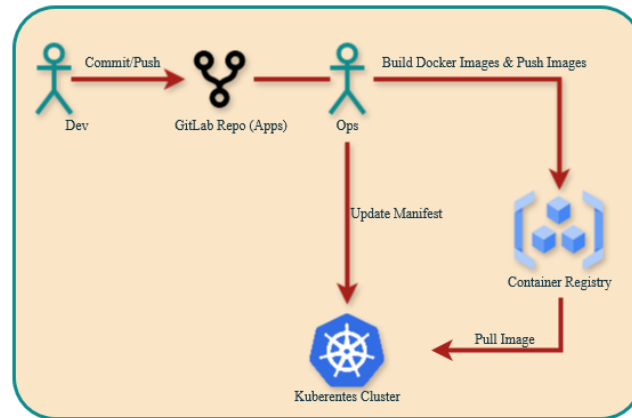 Commit/Push
Build Docker Images & Push Images
Dev
GitLab Repo (Apps)
Ops
Update Manifest
Container Registry
Pull Image
Kuberentes Cluster